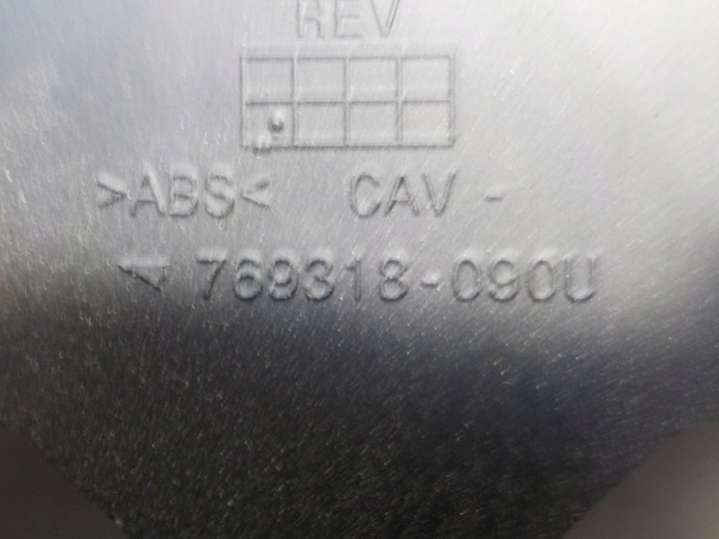 REV
>ABS< CAV -
769318-090U